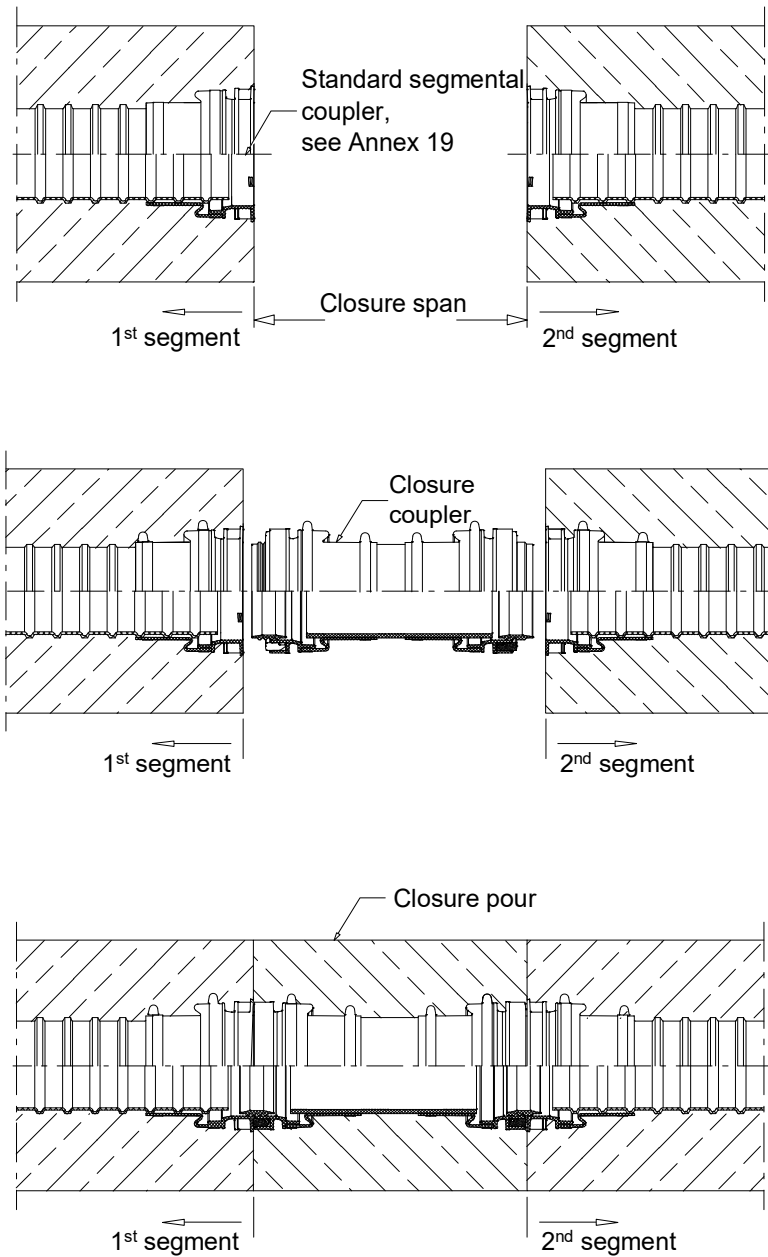 Standard segmental
coupler,
see Annex 19
Closure span
1st segment
2nd segment
Closure
coupler
1st segment
2nd segment
Closure pour
1st segment
2nd segment